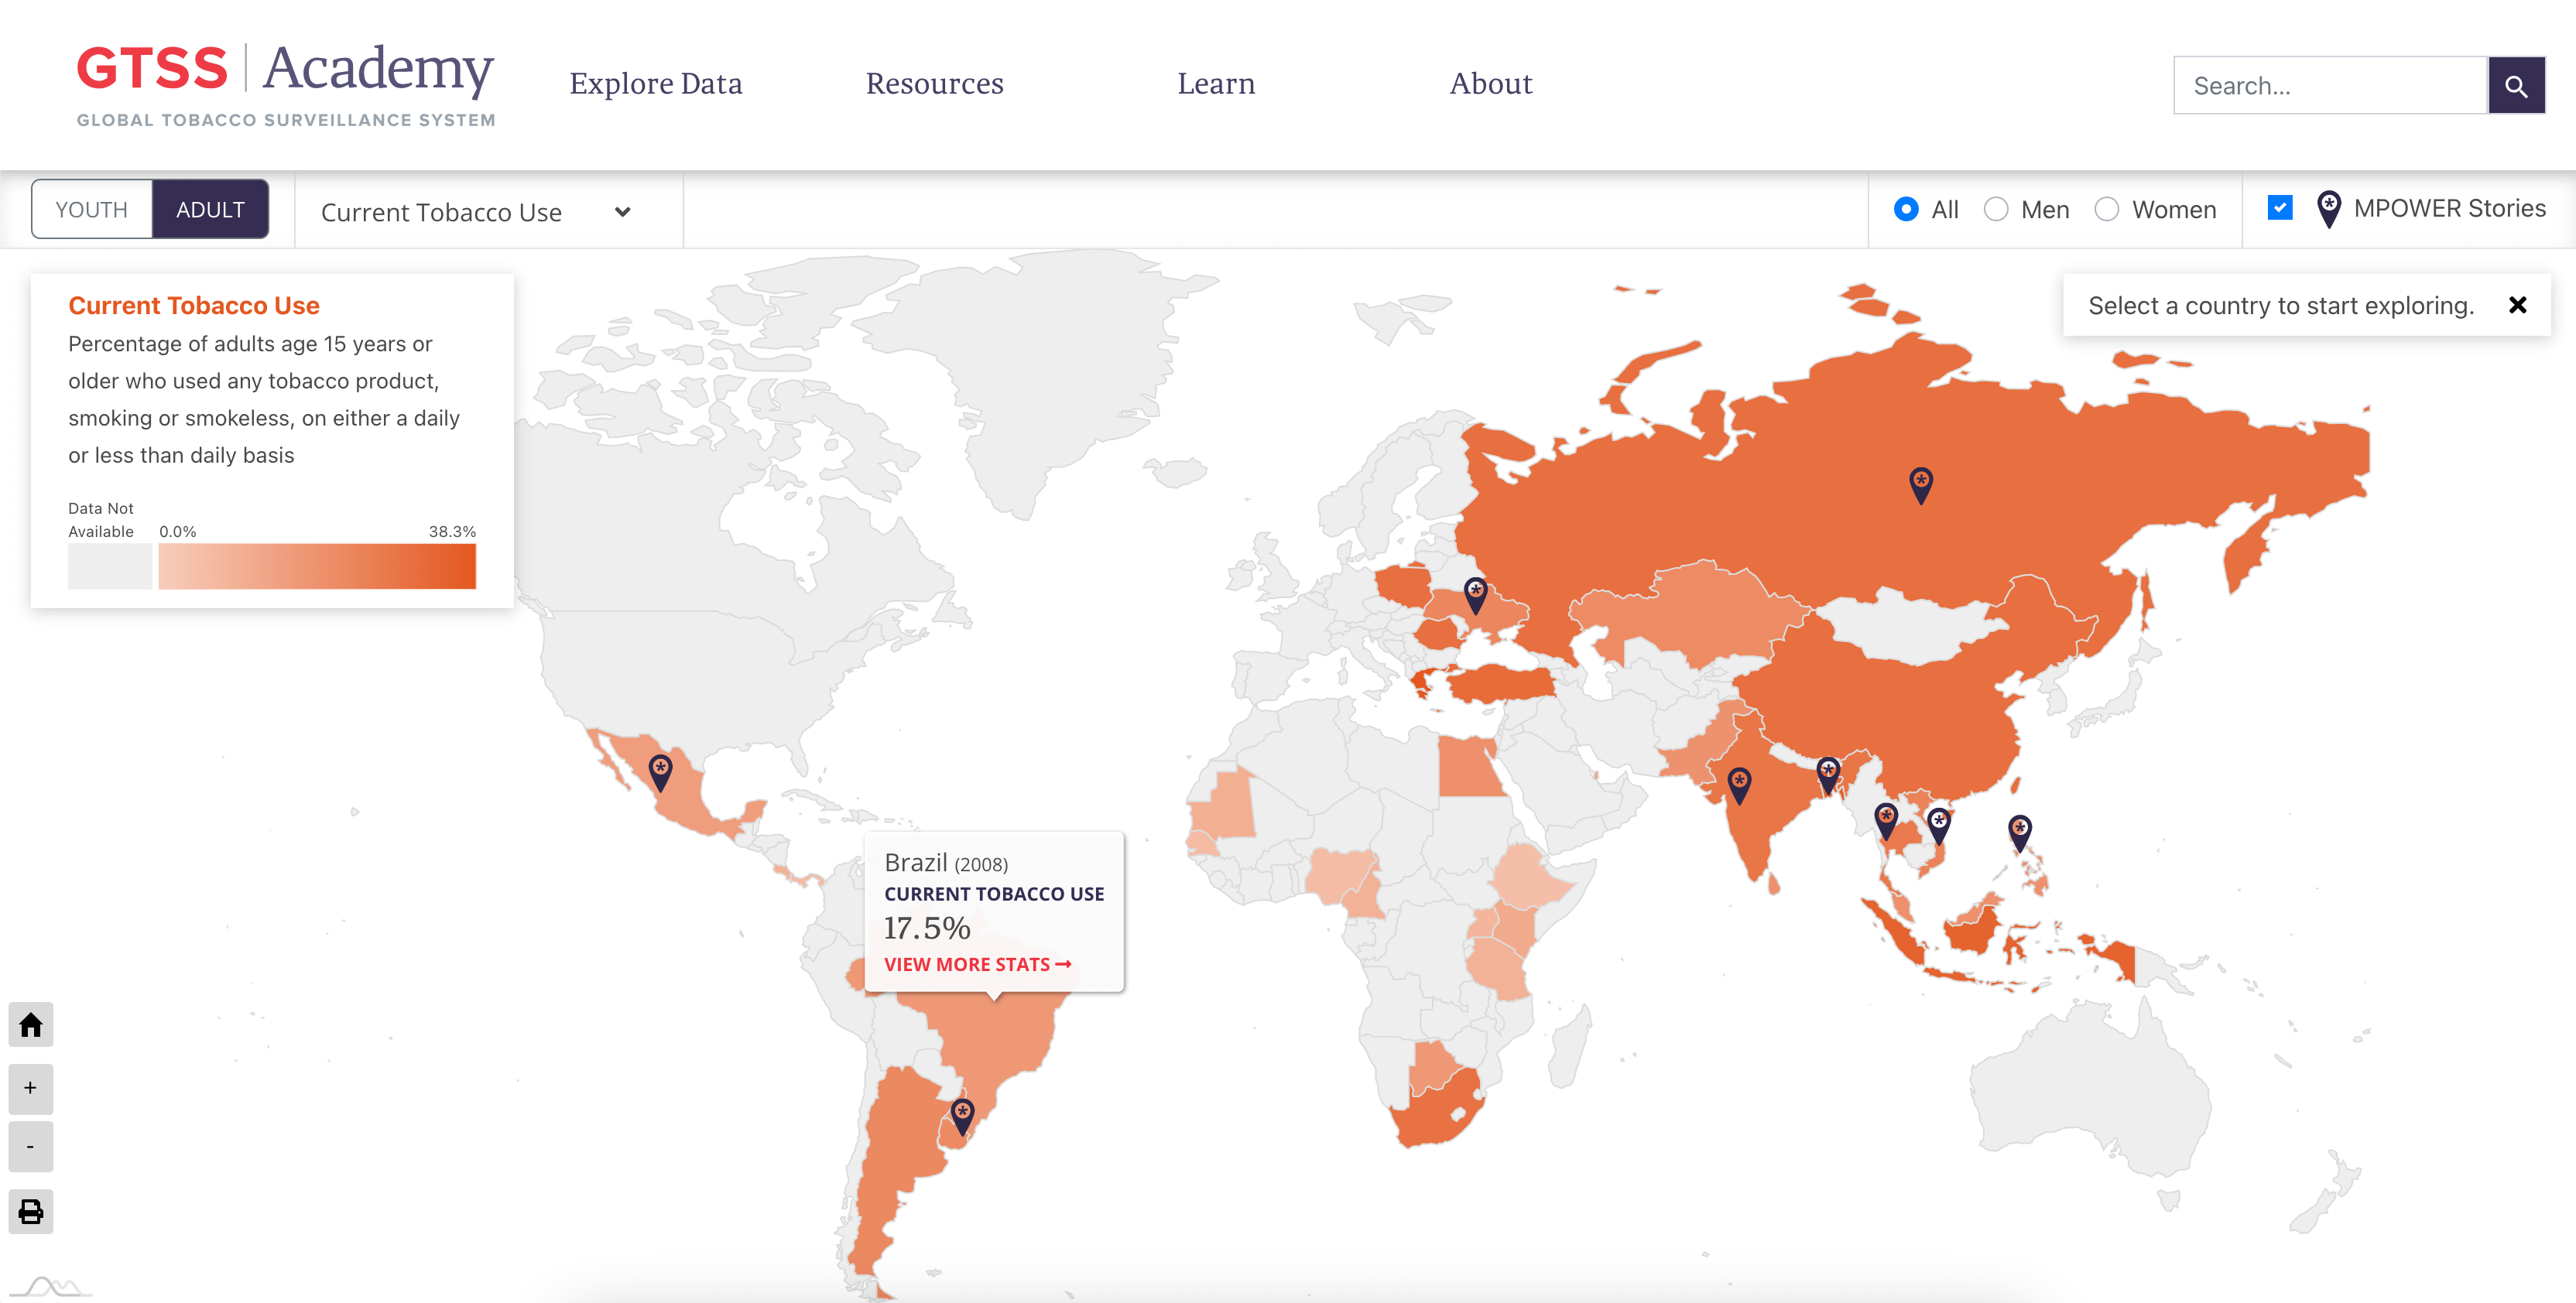 GTSS | Academy
GLOBAL TOBACCO SURVEILLANCE SYSTEM
Explore Data
Resources
Learn
About
Search...
YOUTH
ADULT
Current Tobacco Use
All
Men
Women
MPOWER Stories
Current Tobacco Use
Percentage of adults age 15 years or
older who used any tobacco product,
smoking or smokeless, on either a daily
or less than daily basis
Data Not
Available
0.0%
38.3%
Select a country to start exploring.
Brazil (2008)
CURRENT TOBACCO USE
17.5%
VIEW MORE STATS
+
-